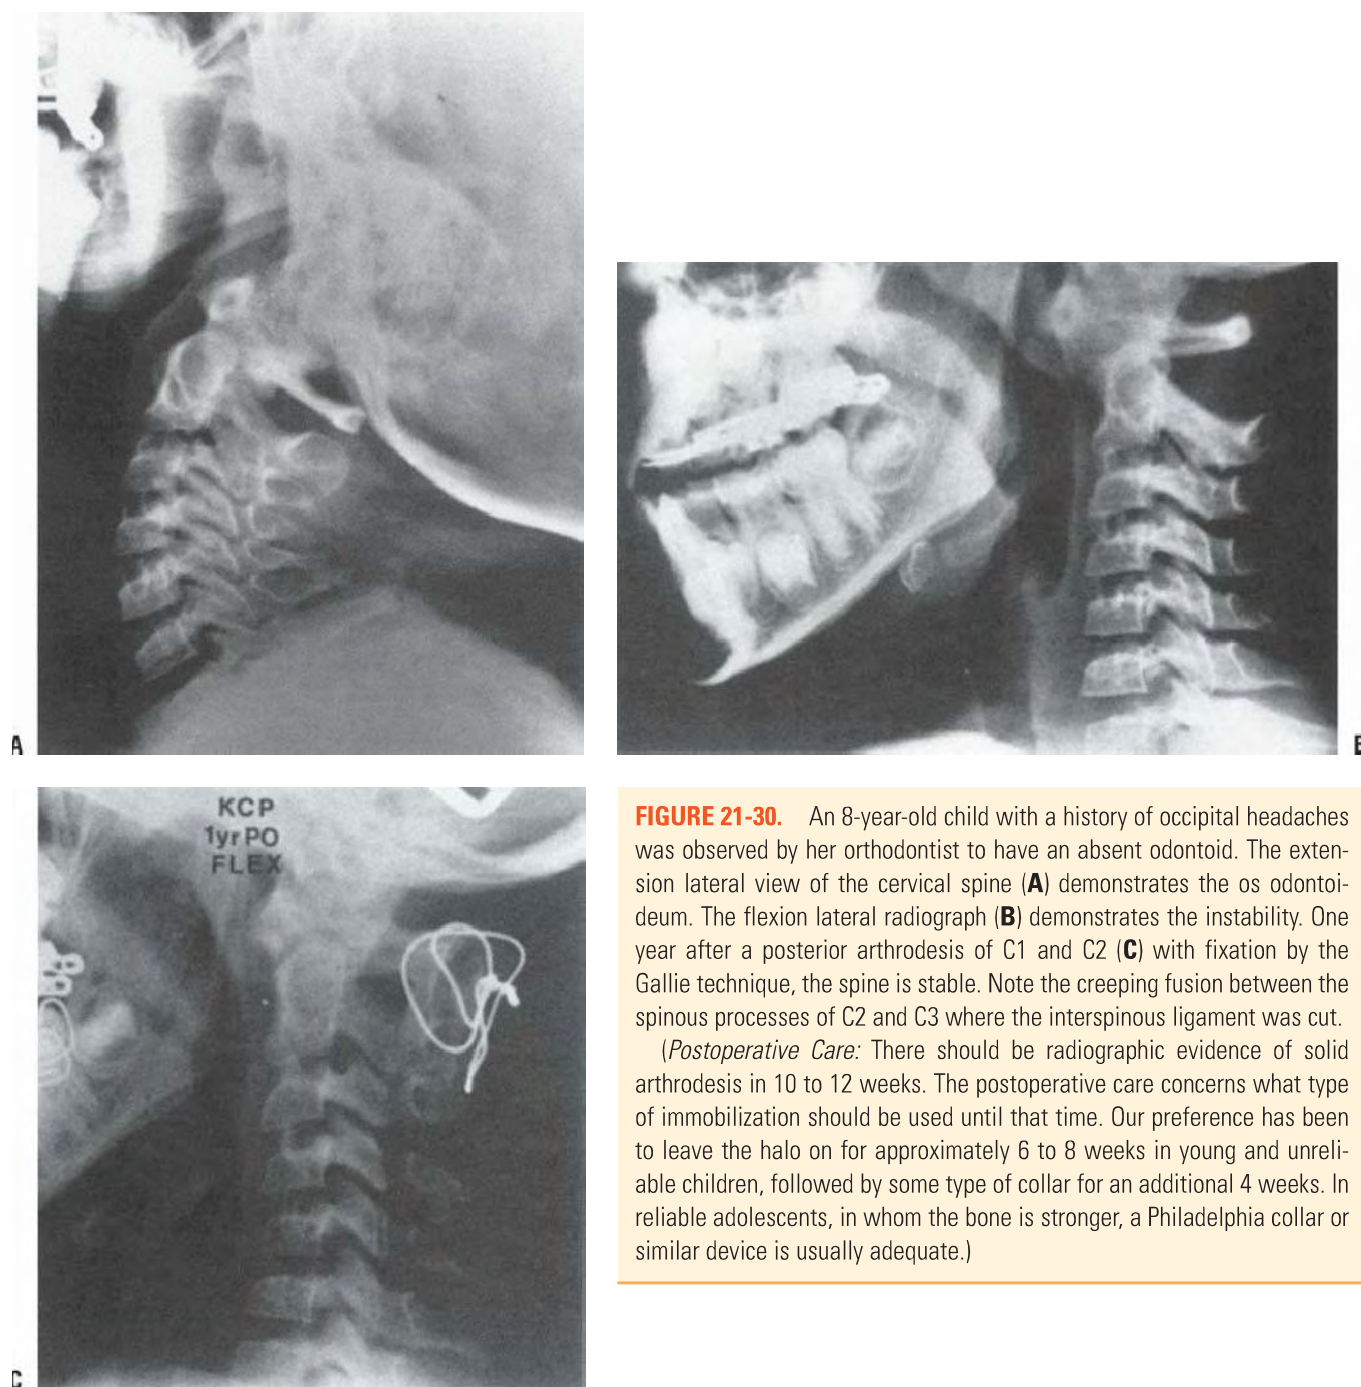 A
B
KCP
1yrPO
FLEX
C
FIGURE 21-30. An 8-year-old child with a history of occipital headaches
was observed by her orthodontist to have an absent odontoid. The exten-
sion lateral view of the cervical spine (A) demonstrates the os odontoi-
deum. The flexion lateral radiograph (B) demonstrates the instability. One
year after a posterior arthrodesis of C1 and C2 (C) with fixation by the
Gallie technique, the spine is stable. Note the creeping fusion between the
spinous processes of C2 and C3 where the interspinous ligament was cut.
(Postoperative Care: There should be radiographic evidence of solid
arthrodesis in 10 to 12 weeks. The postoperative care concerns what type
of immobilization should be used until that time. Our preference has been
to leave the halo on for approximately 6 to 8 weeks in young and unreli-
able children, followed by some type of collar for an additional 4 weeks. In
reliable adolescents, in whom the bone is stronger, a Philadelphia collar or
similar device is usually adequate.)